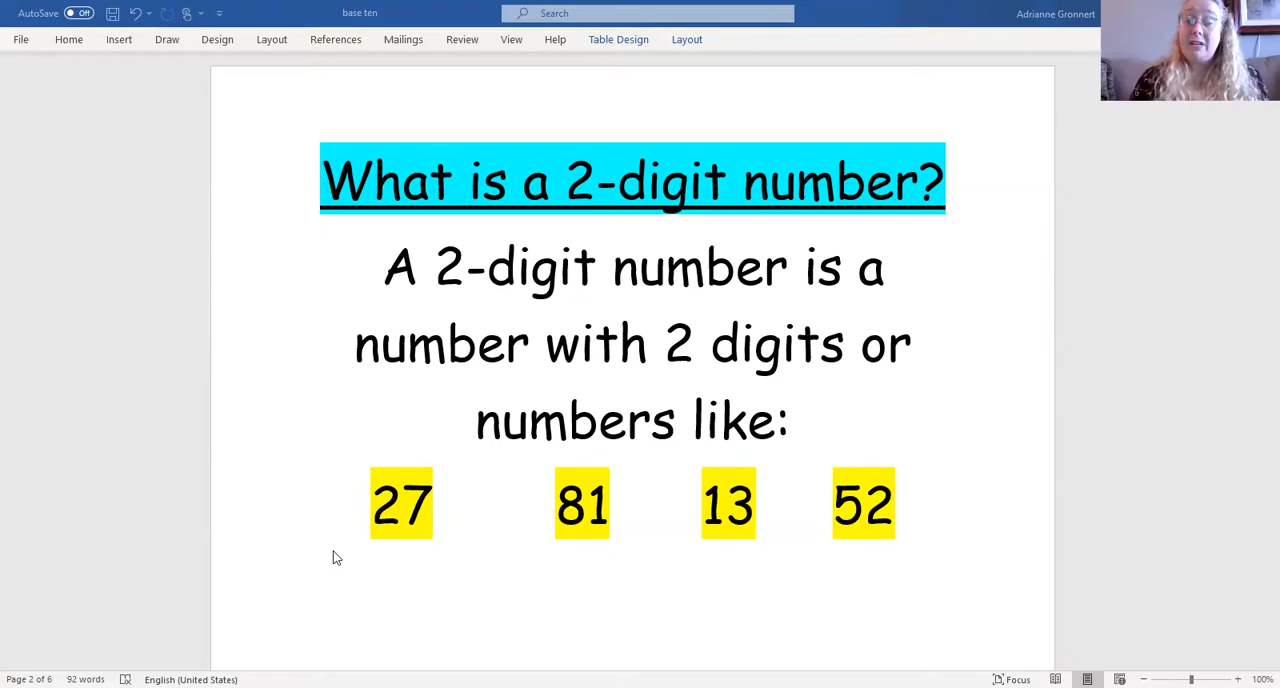 AutoSave Off base ten Search Adrianne Gronnert
File Home Insert Draw Design Layout References Mailings Review View Help Table Design Layout
What is a 2-digit number?
A 2-digit number is a
number with 2 digits or
numbers like:
27 81 13 52
Page 2 of 6 92 words English (United States) Focus 100%